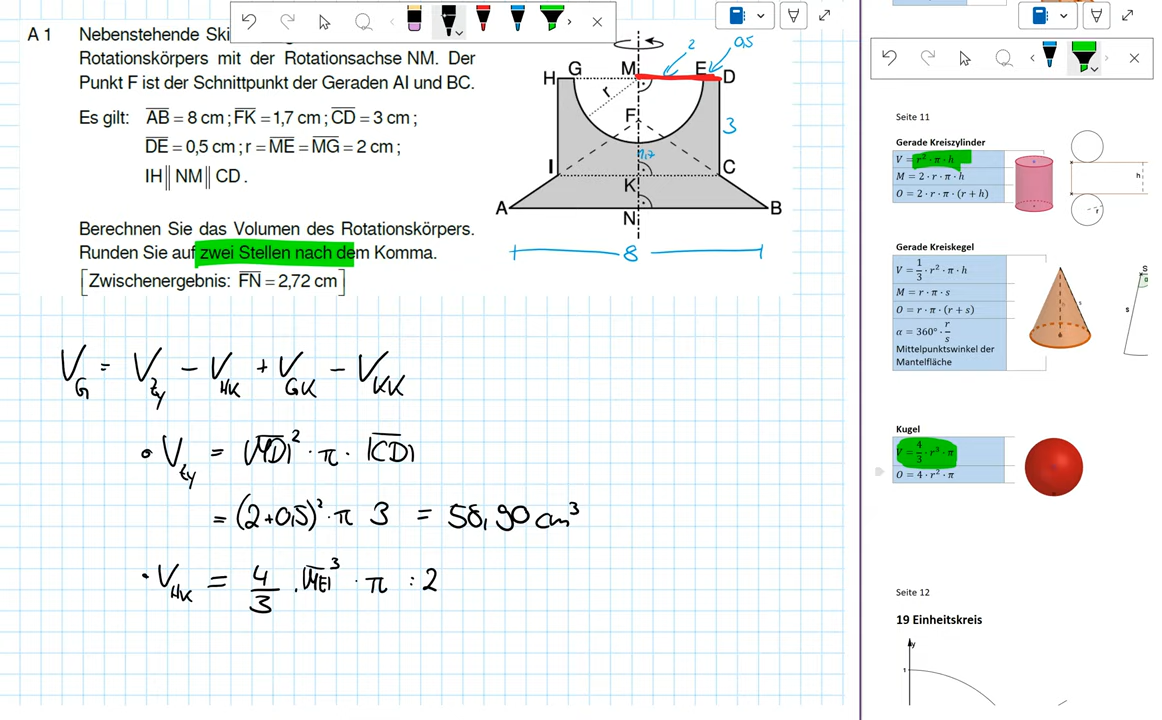 A 1 Nebenstehende Ski
Rotationskörpers mit der Rotationsachse NM. Der
Punkt F ist der Schnittpunkt der Geraden AI und BC.
Es gilt: AB = 8 cm ; FK = 1,7 cm ; CD = 3 cm ;
DE = 0,5 cm ; r = ME = MG = 2 cm ;
IH || NM || CD .
Berechnen Sie das Volumen des Rotationskörpers.
Runden Sie auf zwei Stellen nach dem Komma.
[Zwischenergebnis: FN = 2,72 cm]
2 0,5
H G M E D
r
F 3
1,7
I C
K
A N B
8
V_G = V_Zy - V_HK + V_GK - V_KK
• V_Zy = |MD|² · π · |CD|
= (2+0,5)² · π 3 = 58,90 cm³
• V_HK = 4/3 · |ME|³ · π : 2
Seite 11
Gerade Kreiszylinder
V = r² · π · h
M = 2 · r · π · h
O = 2 · r · π · (r + h)
h
r
Gerade Kreiskegel
V = 1/3 · r² · π · h
M = r · π · s
O = r · π · (r + s)
α = 360° · r/s
Mittelpunktswinkel der
Mantelfläche
S
s
Kugel
V = 4/3 · r³ · π
O = 4 · r² · π
Seite 12
19 Einheitskreis
y
1